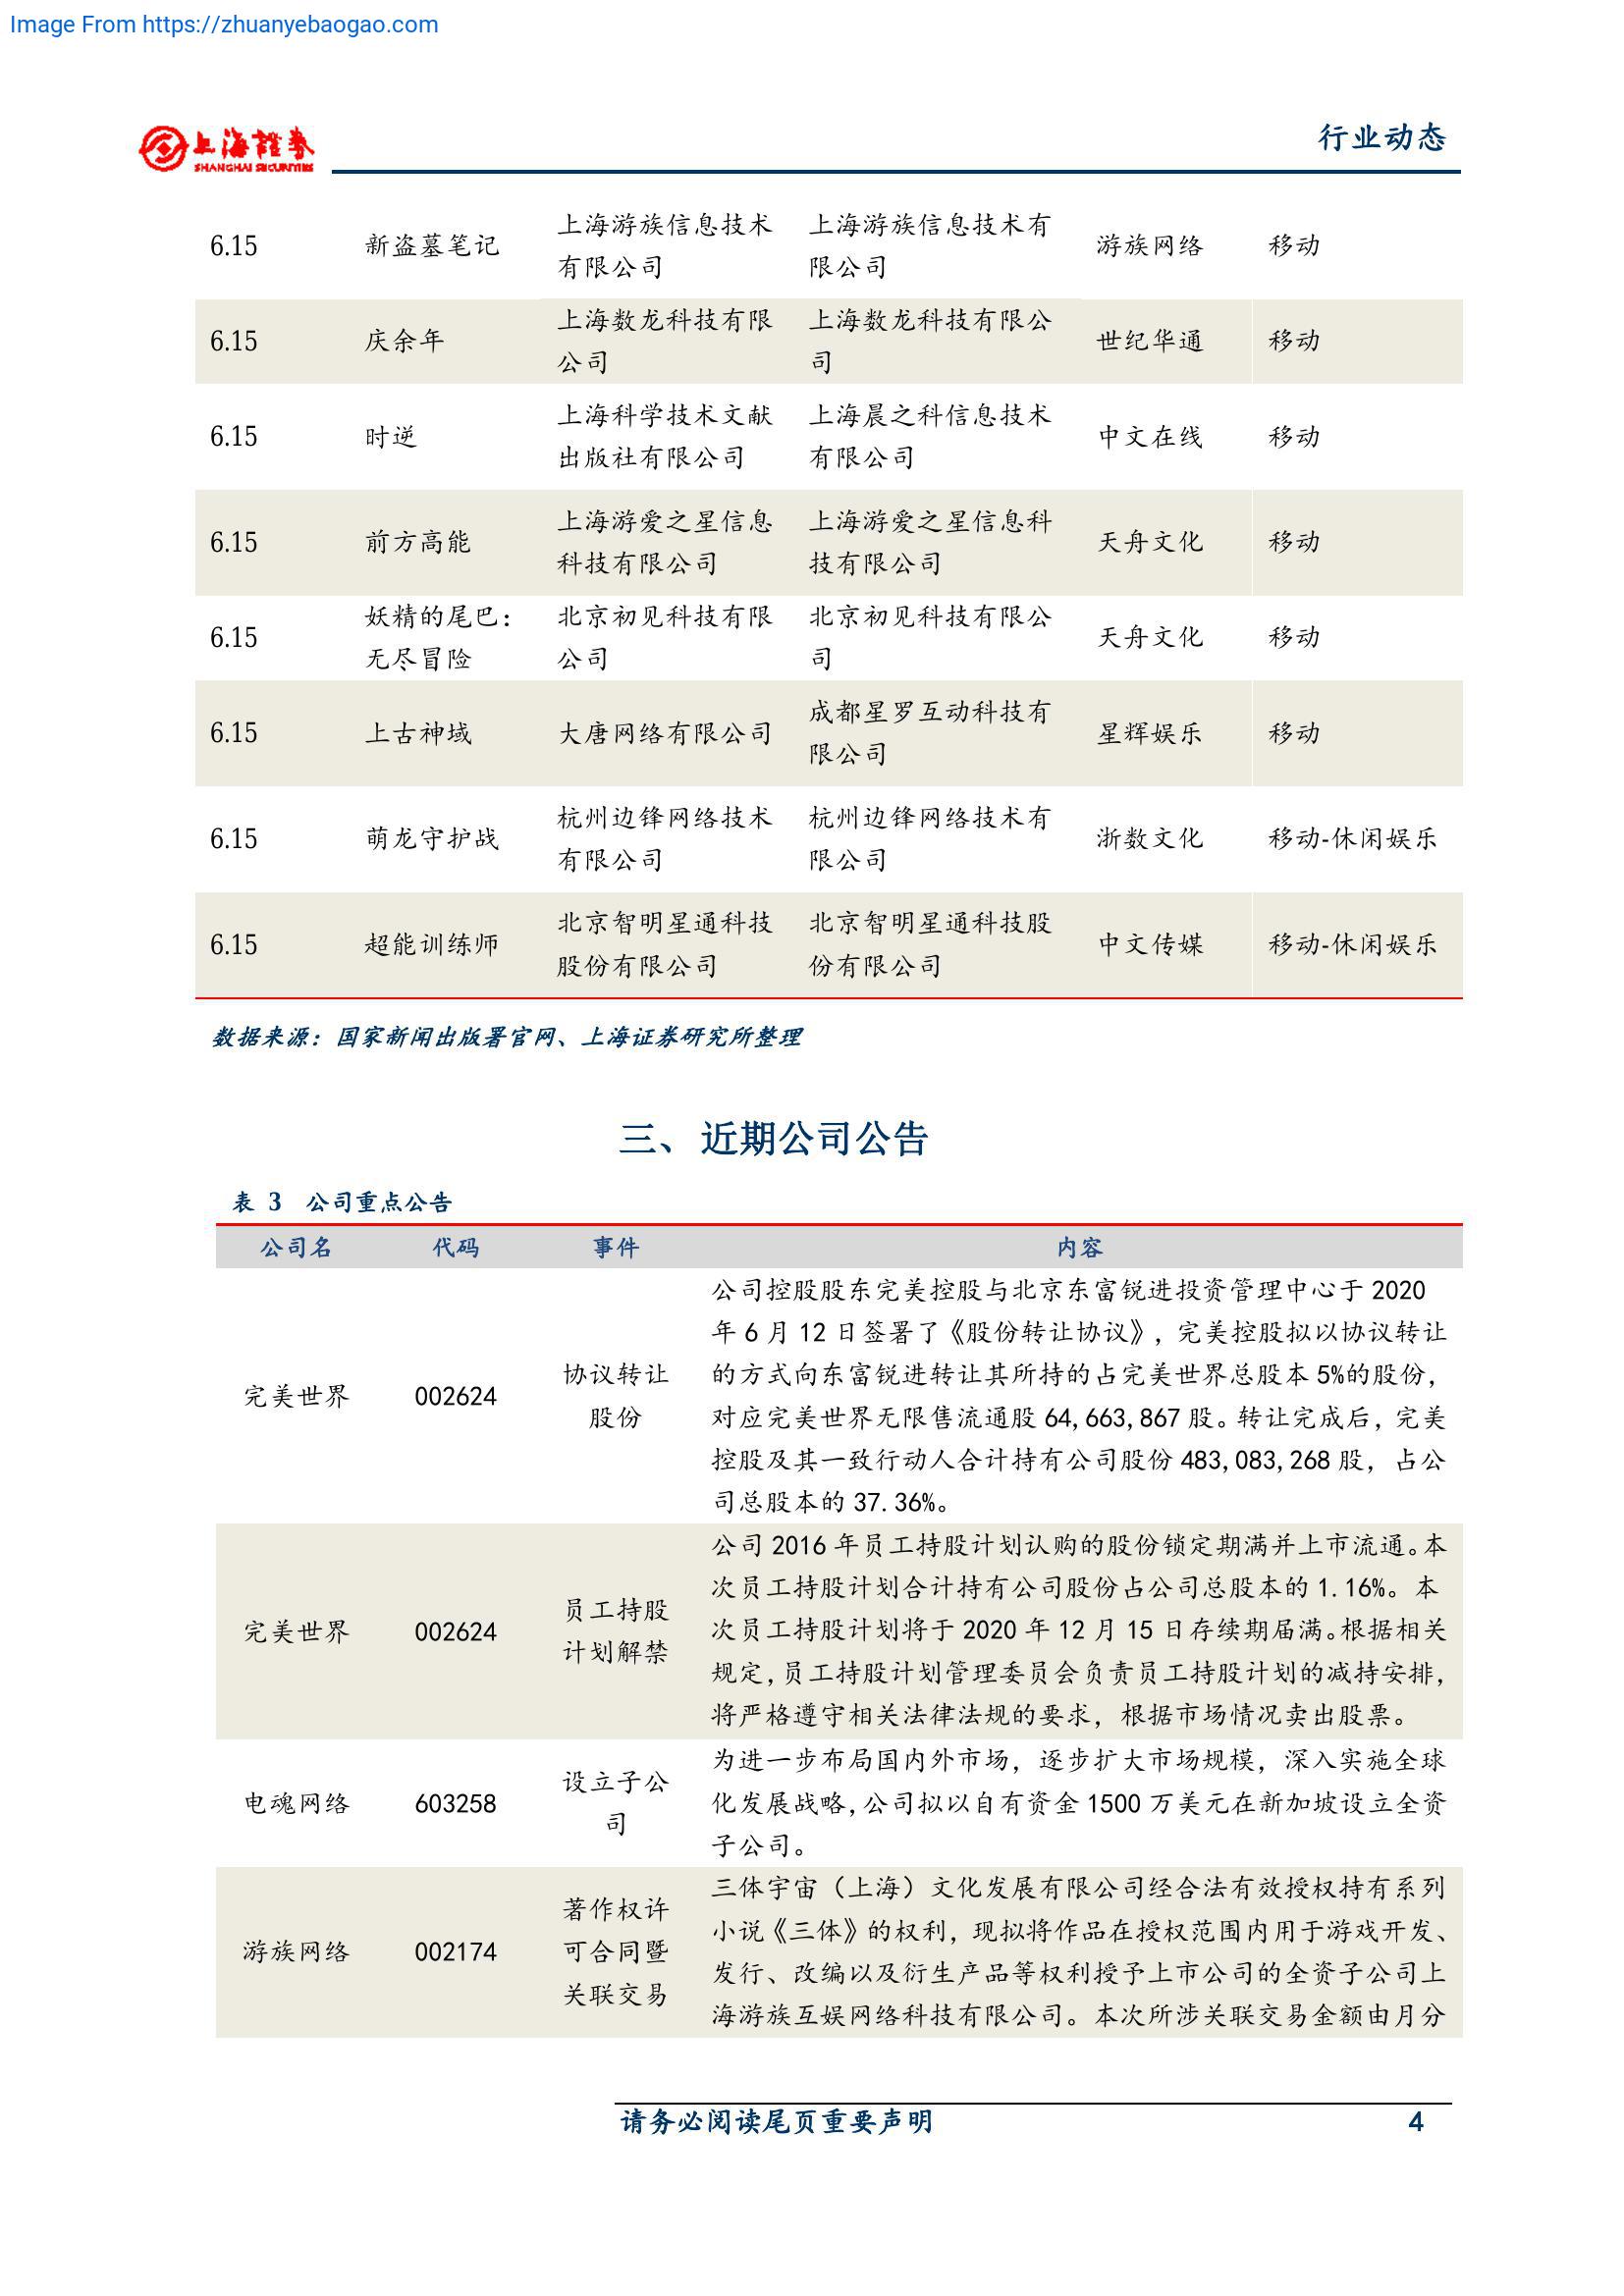 Image From https://zhuanyebaogao.com
上海證券
SHANGHAI SECURITIES
行业动态
6.15 新盗墓笔记 上海游族信息技术有限公司 上海游族信息技术有限公司 游族网络 移动
6.15 庆余年 上海数龙科技有限公司 上海数龙科技有限公司 世纪华通 移动
6.15 时逆 上海科学技术文献出版社有限公司 上海晨之科信息技术有限公司 中文在线 移动
6.15 前方高能 上海游爱之星信息科技有限公司 上海游爱之星信息科技有限公司 天舟文化 移动
6.15 妖精的尾巴：无尽冒险 北京初见科技有限公司 北京初见科技有限公司 天舟文化 移动
6.15 上古神域 大唐网络有限公司 成都星罗互动科技有限公司 星辉娱乐 移动
6.15 萌龙守护战 杭州边锋网络技术有限公司 杭州边锋网络技术有限公司 浙数文化 移动-休闲娱乐
6.15 超能训练师 北京智明星通科技股份有限公司 北京智明星通科技股份有限公司 中文传媒 移动-休闲娱乐
数据来源：国家新闻出版署官网、上海证券研究所整理
三、近期公司公告
表 3 公司重点公告
公司名 代码 事件 内容
完美世界 002624 协议转让股份
公司控股股东完美控股与北京东富锐进投资管理中心于 2020
年 6 月 12 日签署了《股份转让协议》，完美控股拟以协议转让
的方式向东富锐进转让其所持的占完美世界总股本 5%的股份，
对应完美世界无限售流通股 64,663,867 股。转让完成后，完美
控股及其一致行动人合计持有公司股份 483,083,268 股，占公
司总股本的 37.36%。
完美世界 002624 员工持股计划解禁
公司 2016 年员工持股计划认购的股份锁定期满并上市流通。本
次员工持股计划合计持有公司股份占公司总股本的 1.16%。本
次员工持股计划将于 2020 年 12 月 15 日存续期届满。根据相关
规定，员工持股计划管理委员会负责员工持股计划的减持安排，
将严格遵守相关法律法规的要求，根据市场情况卖出股票。
电魂网络 603258 设立子公司
为进一步布局国内外市场，逐步扩大市场规模，深入实施全球
化发展战略，公司拟以自有资金 1500 万美元在新加坡设立全资
子公司。
游族网络 002174 著作权许可合同暨关联交易
三体宇宙（上海）文化发展有限公司经合法有效授权持有系列
小说《三体》的权利，现拟将作品在授权范围内用于游戏开发、
发行、改编以及衍生产品等权利授予上市公司的全资子公司上
海游族互娱网络科技有限公司。本次所涉关联交易金额由月分
请务必阅读尾页重要声明 4